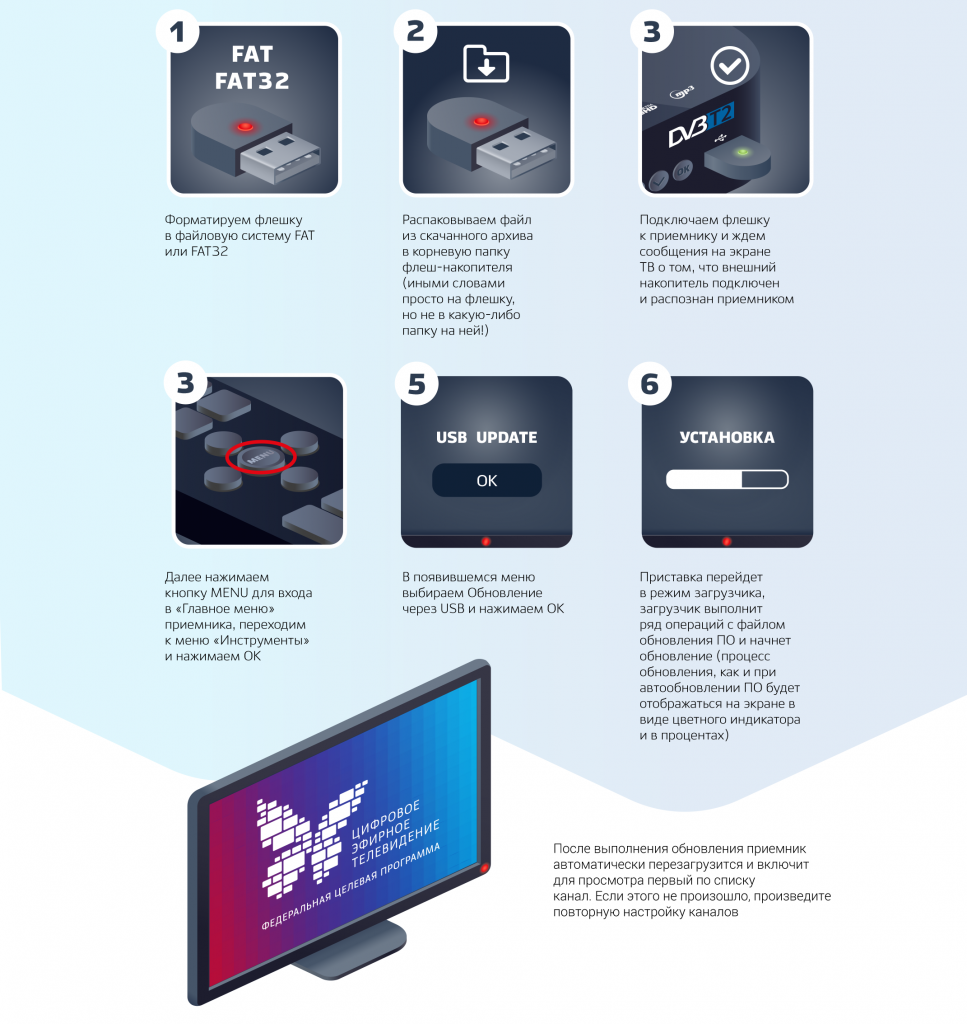 1
FAT
FAT32
Форматируем флешку
в файловую систему FAT
или FAT32
2
Распаковываем файл
из скачанного архива
в корневую папку
флеш-накопителя
(иными словами
просто на флешку,
но не в какую-либо
папку на ней!)
3
mp3
DVB T2
OK
Подключаем флешку
к приемнику и ждем
сообщения на экране
ТВ о том, что внешний
накопитель подключен
и распознан приемником
3
MENU
Далее нажимаем
кнопку MENU для входа
в «Главное меню»
приемника, переходим
к меню «Инструменты»
и нажимаем ОК
5
USB UPDATE
OK
В появившемся меню
выбираем Обновление
через USB и нажимаем ОК
6
УСТАНОВКА
Приставка перейдет
в режим загрузчика,
загрузчик выполнит
ряд операций с файлом
обновления ПО и начнет
обновление (процесс
обновления, как и при
автообновлении ПО будет
отображаться на экране в
виде цветного индикатора
и в процентах)
ЦИФРОВОЕ
ЭФИРНОЕ
ТЕЛЕВИДЕНИЕ
ФЕДЕРАЛЬНАЯ ЦЕЛЕВАЯ ПРОГРАММА
После выполнения обновления приемник
автоматически перезагрузится и включит
для просмотра первый по списку
канал. Если этого не произошло, произведите
повторную настройку каналов